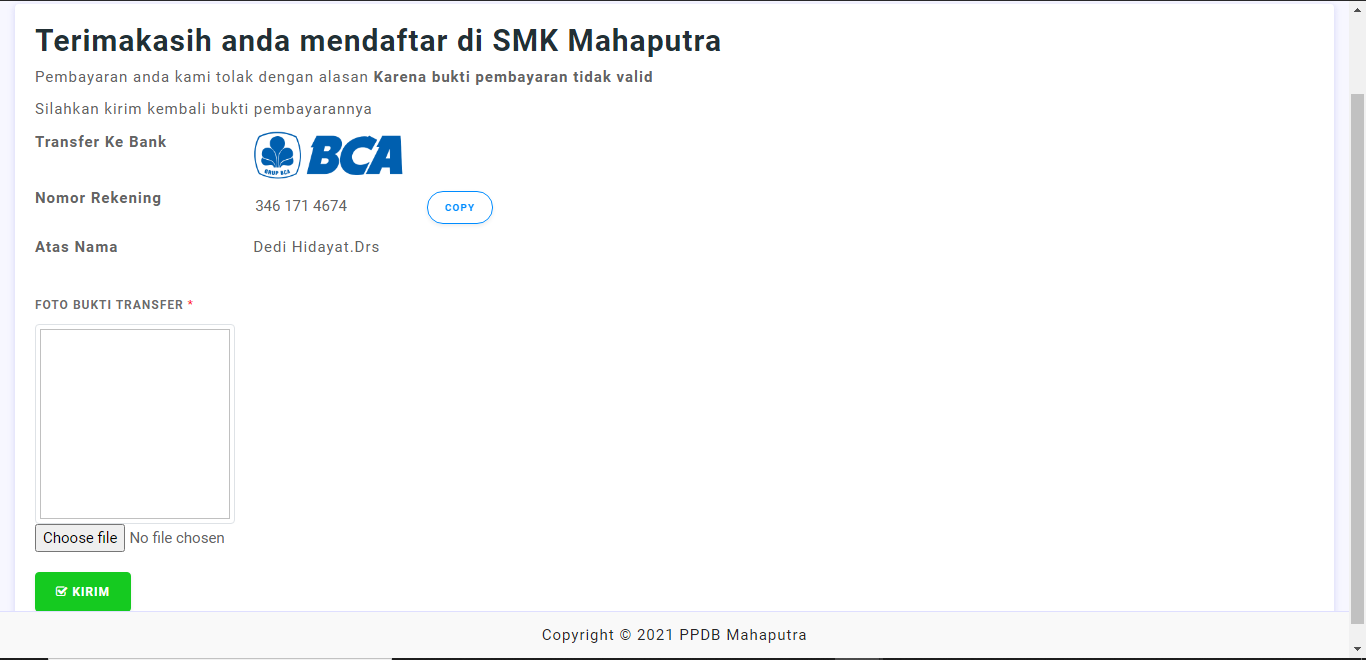 Terimakasih anda mendaftar di SMK Mahaputra
Pembayaran anda kami tolak dengan alasan Karena bukti pembayaran tidak valid
Silahkan kirim kembali bukti pembayarannya
Transfer Ke Bank
GRUP BCA
BCA
Nomor Rekening
346 171 4674
COPY
Atas Nama
Dedi Hidayat.Drs
FOTO BUKTI TRANSFER *
Choose file No file chosen
KIRIM
Copyright © 2021 PPDB Mahaputra